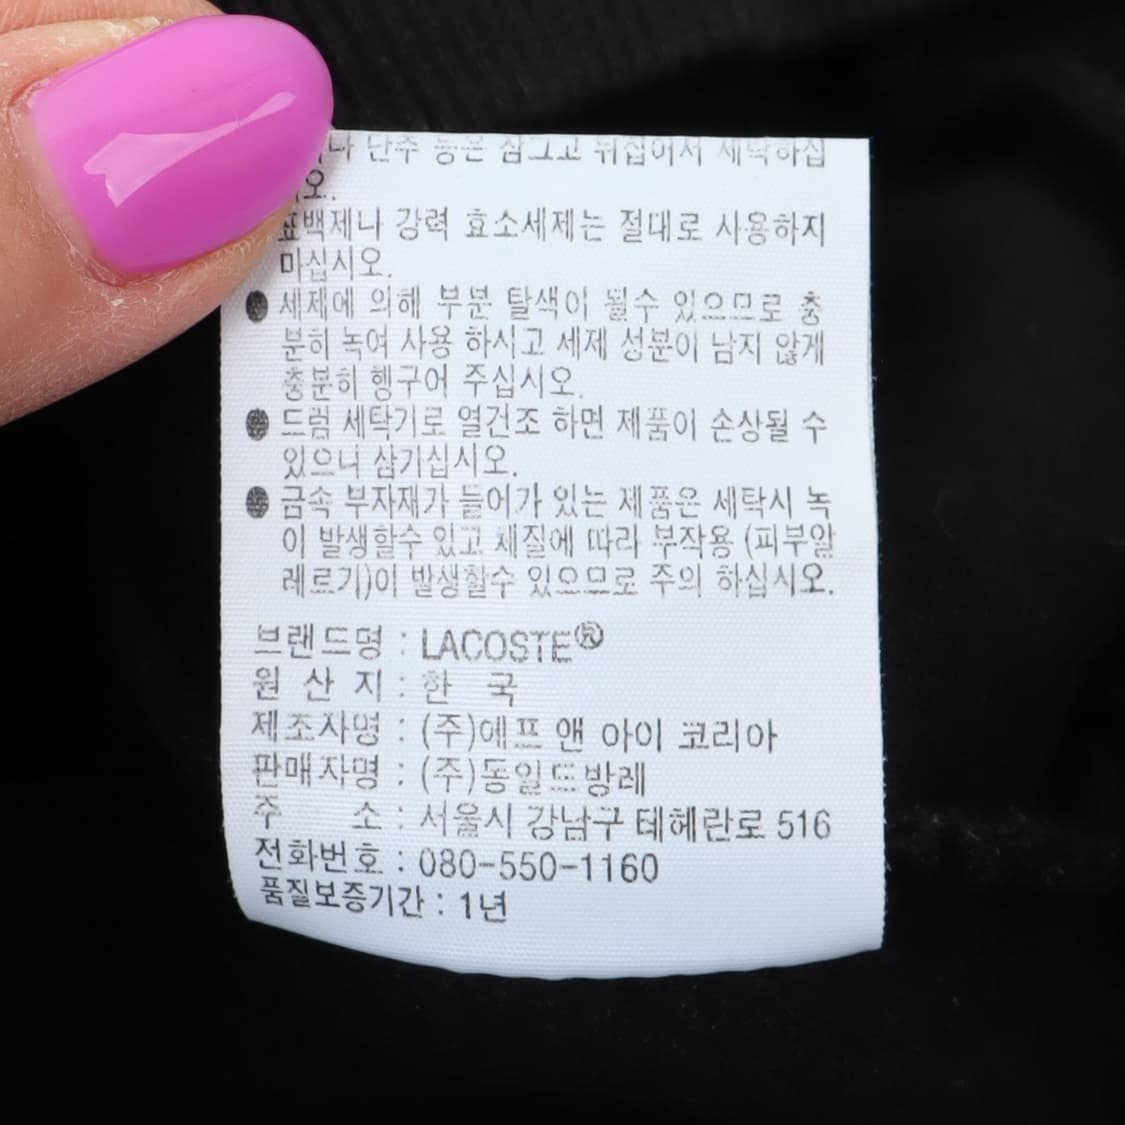 단추 등은 잠그고 뒤집어서 세탁하십
오.
표백제나 강력 효소세제는 절대로 사용하지
마십시오.
● 세제에 의해 부분 탈색이 될수 있으므로 충
분히 녹여 사용 하시고 세제 성분이 남지 않게
충분히 헹구어 주십시오.
● 드럼 세탁기로 열건조 하면 제품이 손상될 수
있으니 삼가십시오.
● 금속 부자재가 들어가 있는 제품은 세탁시 녹
이 발생할수 있고 체질에 따라 부작용 (피부알
레르기)이 발생할수 있으므로 주의 하십시오.
브랜드명 : LACOSTE®
원 산 지 : 한 국
제조자명 : (주)에프 앤 아이 코리아
판매자명 : (주)동일드방레
주 소 : 서울시 강남구 테헤란로 516
전화번호 : 080-550-1160
품질보증기간 : 1년